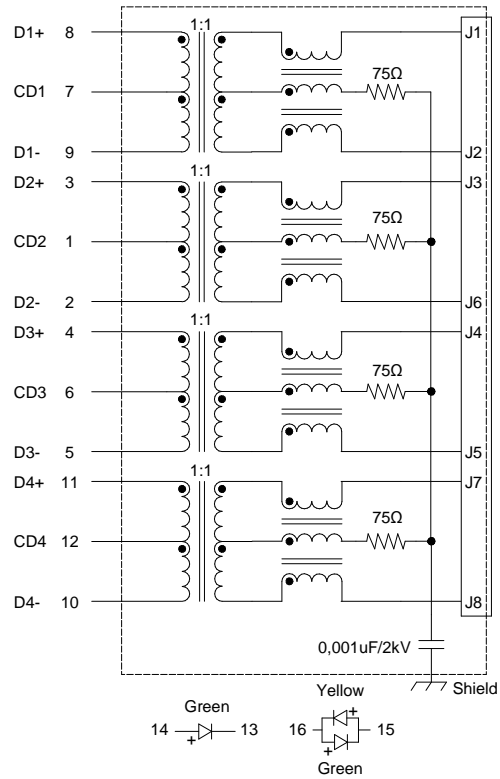 D1+ 8 1:1 J1
CD1 7 75Ω
D1- 9 J2
D2+ 3 1:1 J3
CD2 1 75Ω
D2- 2 J6
D3+ 4 1:1 J4
CD3 6 75Ω
D3- 5 J5
D4+ 11 1:1 J7
CD4 12 75Ω
D4- 10 J8
0,001uF/2kV
Shield
Green
14 + 13
Yellow
16 + + 15
Green